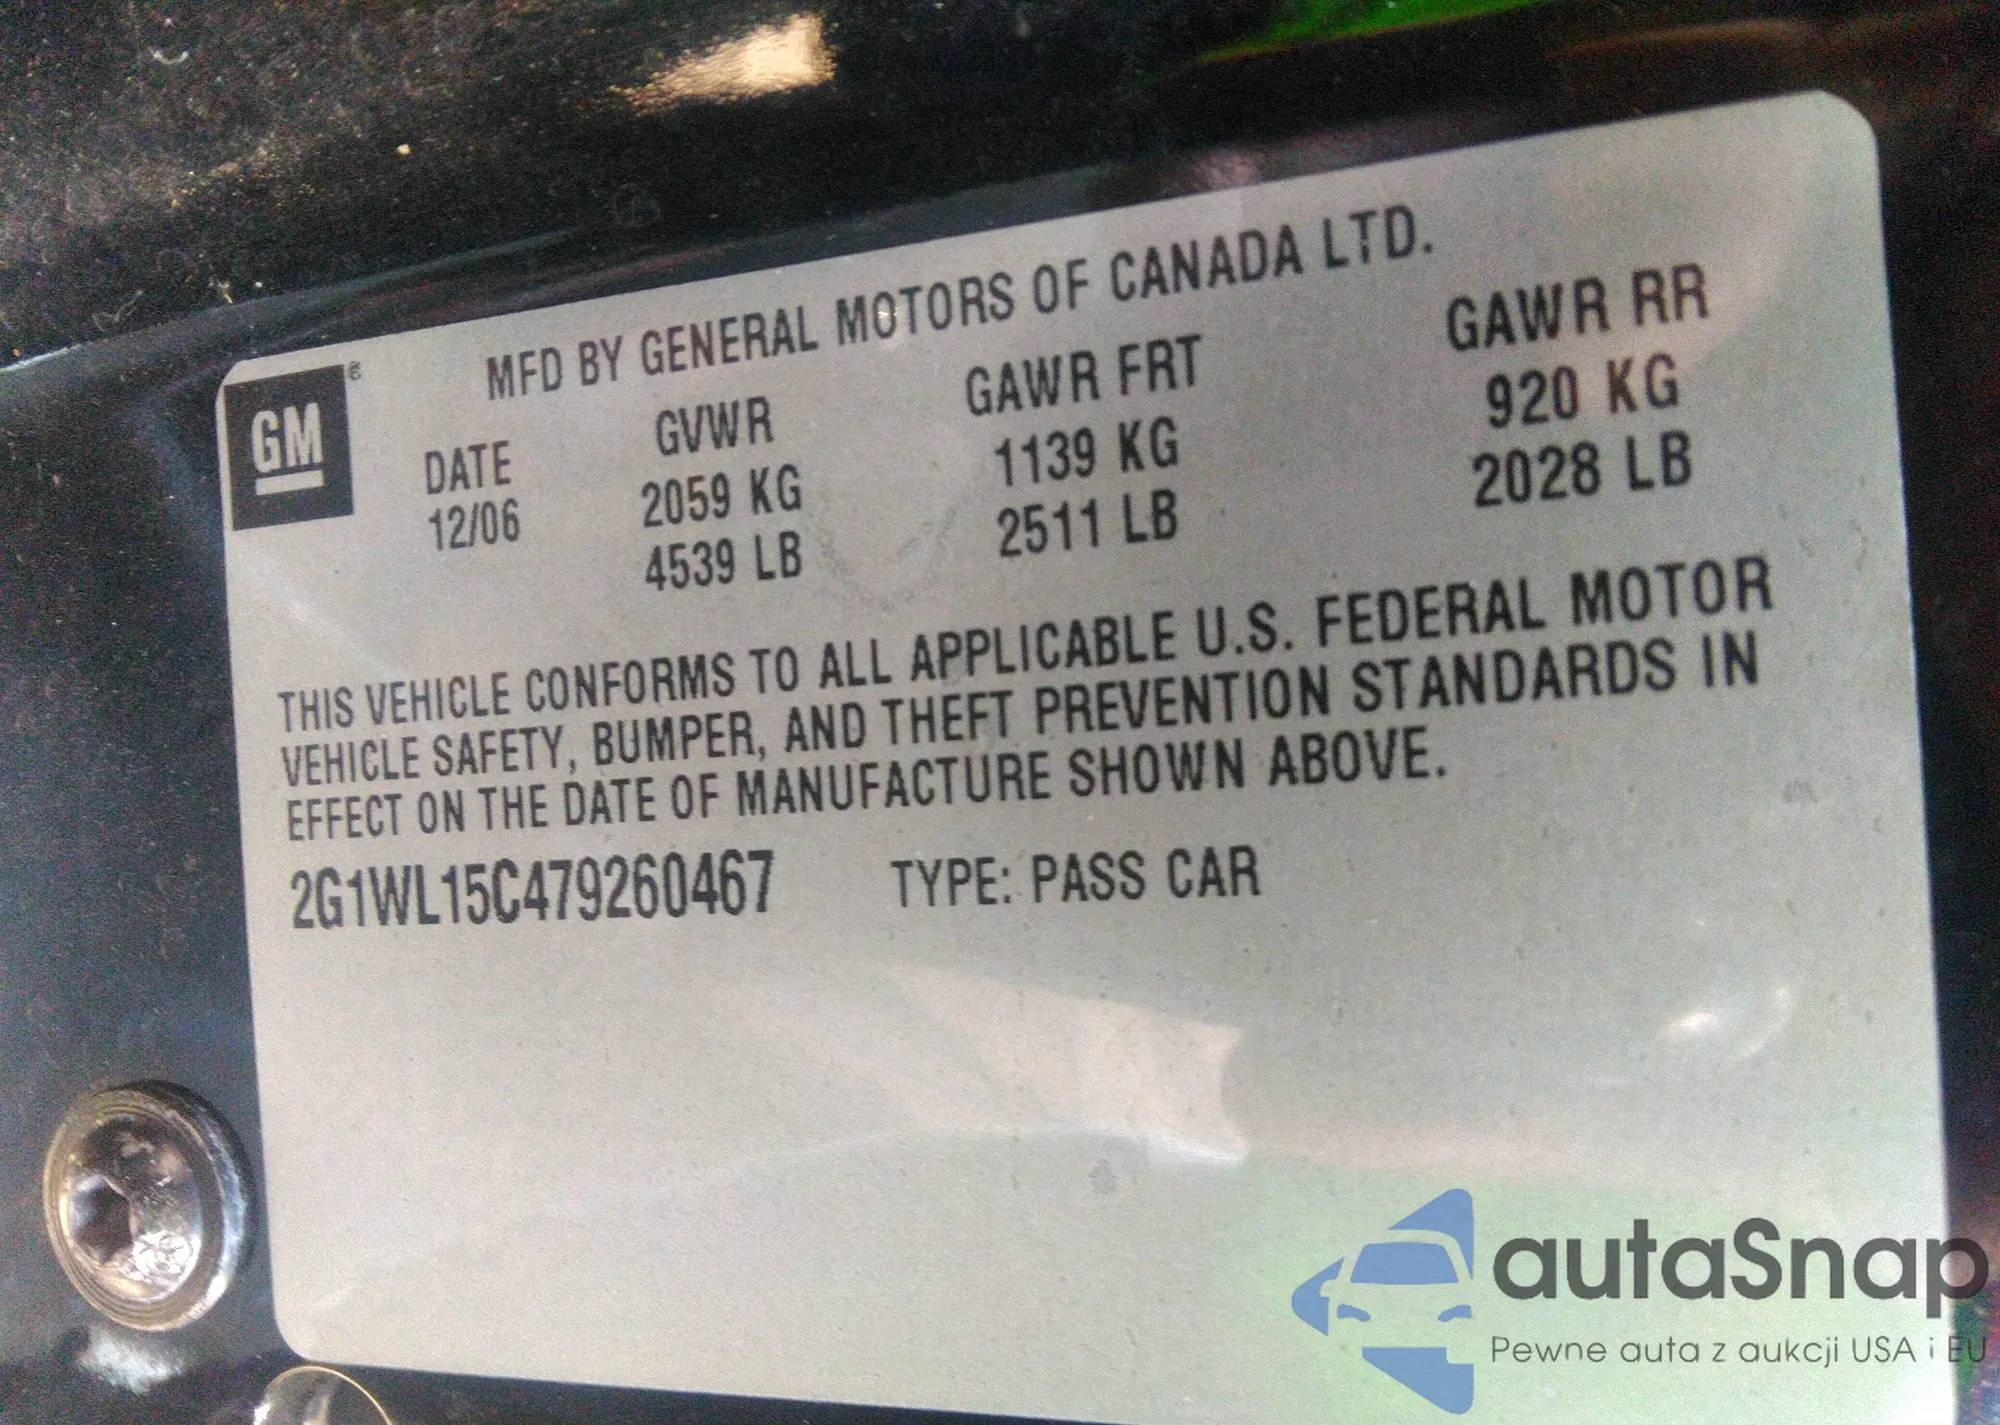 MFD BY GENERAL MOTORS OF CANADA LTD.
GM®
DATE GVWR GAWR FRT GAWR RR
12/06 2059 KG 1139 KG 920 KG
4539 LB 2511 LB 2028 LB
THIS VEHICLE CONFORMS TO ALL APPLICABLE U.S. FEDERAL MOTOR
VEHICLE SAFETY, BUMPER, AND THEFT PREVENTION STANDARDS IN
EFFECT ON THE DATE OF MANUFACTURE SHOWN ABOVE.
2G1WL15C479260467 TYPE: PASS CAR
autaSnap
Pewne auta z aukcji USA i EU